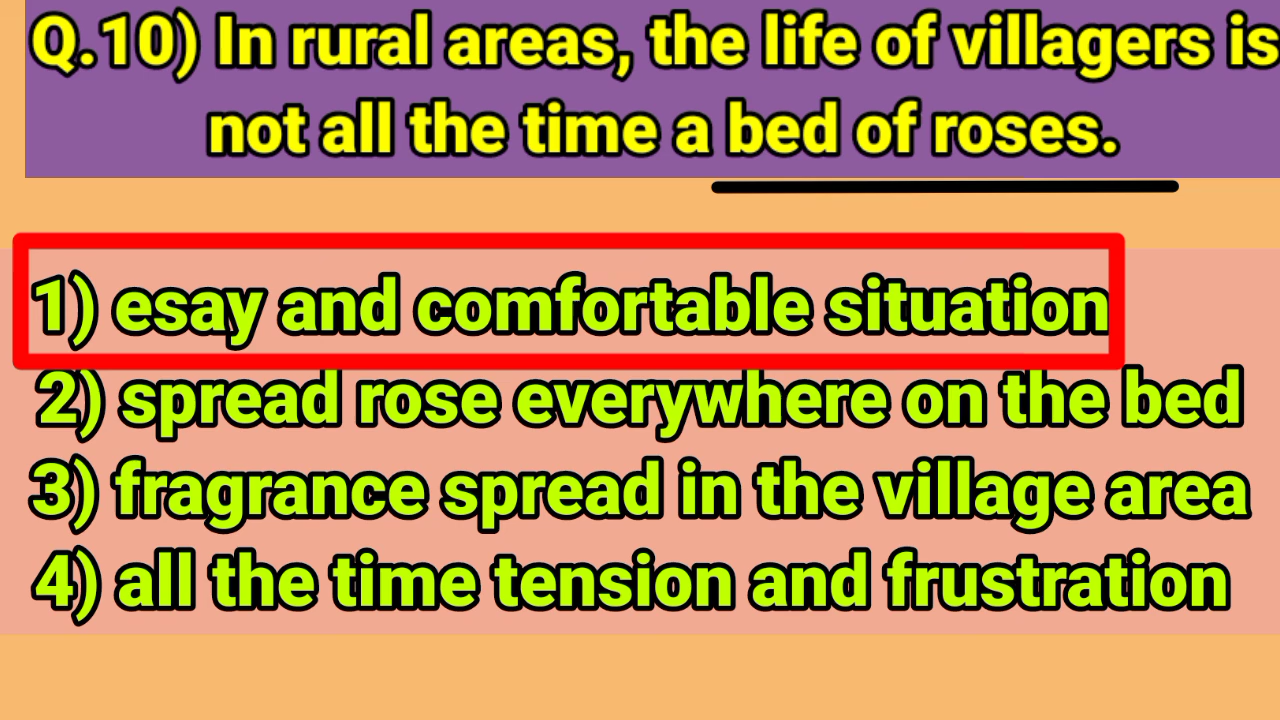 Q.10) In rural areas, the life of villagers is
not all the time a bed of roses.
1) esay and comfortable situation
2) spread rose everywhere on the bed
3) fragrance spread in the village area
4) all the time tension and frustration